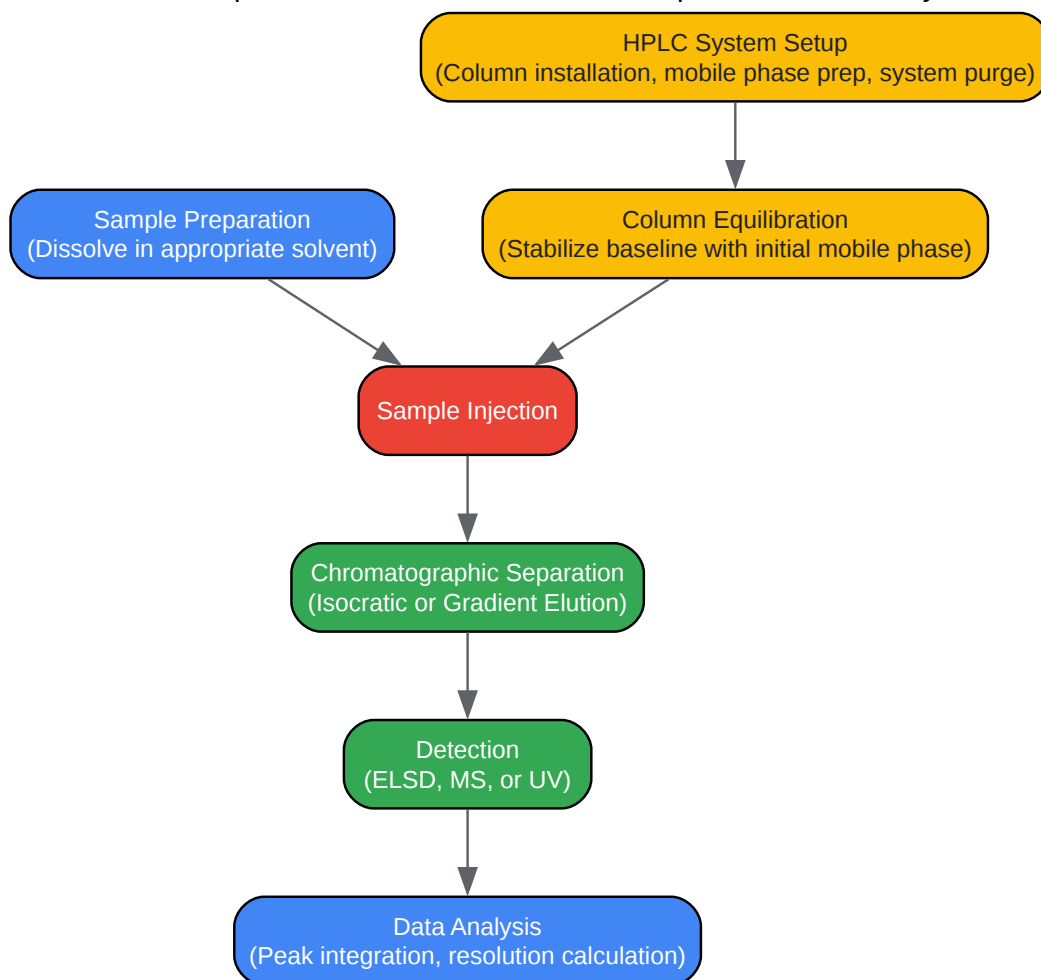 HPLC System Setup
(Column installation, mobile phase prep, system purge)
Sample Preparation
(Dissolve in appropriate solvent)
Column Equilibration
(Stabilize baseline with initial mobile phase)
Sample Injection
Chromatographic Separation
(Isocratic or Gradient Elution)
Detection
(ELSD, MS, or UV)
Data Analysis
(Peak integration, resolution calculation)